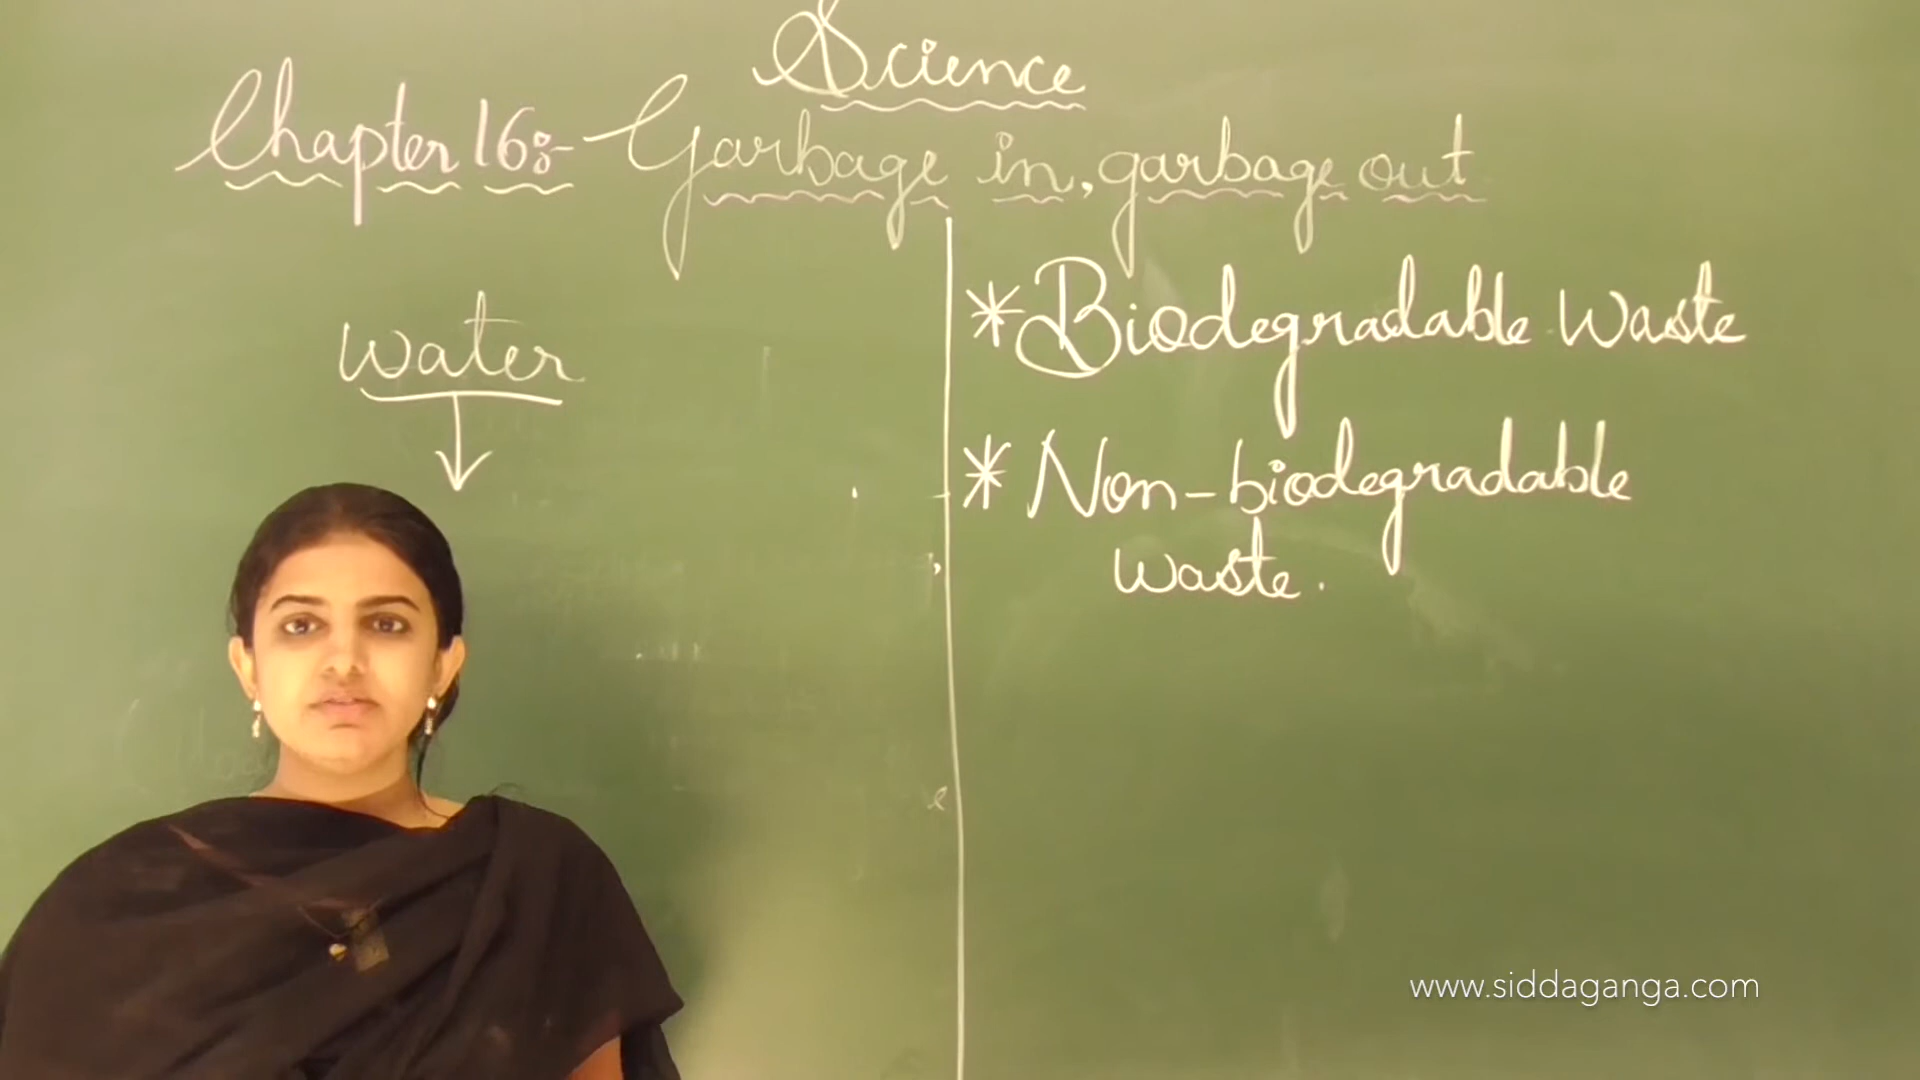 Science
Chapter 16:- Garbage in, garbage out
Water
* Biodegradable Waste
* Non-biodegradable
Waste.
www.siddaganga.com